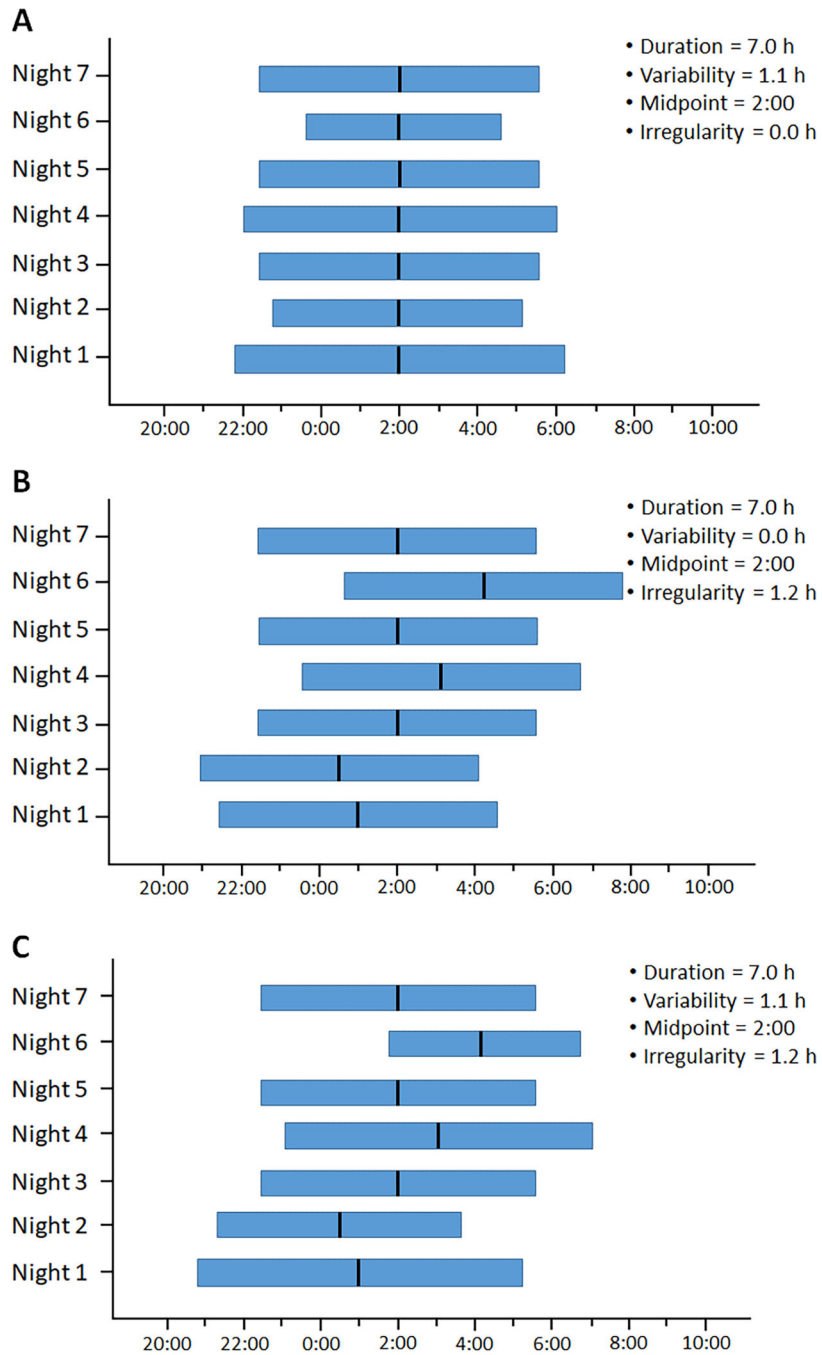 A
• Duration = 7.0 h
• Variability = 1.1 h
• Midpoint = 2:00
• Irregularity = 0.0 h
Night 7
Night 6
Night 5
Night 4
Night 3
Night 2
Night 1
20:00 22:00 0:00 2:00 4:00 6:00 8:00 10:00
B
• Duration = 7.0 h
• Variability = 0.0 h
• Midpoint = 2:00
• Irregularity = 1.2 h
Night 7
Night 6
Night 5
Night 4
Night 3
Night 2
Night 1
20:00 22:00 0:00 2:00 4:00 6:00 8:00 10:00
C
• Duration = 7.0 h
• Variability = 1.1 h
• Midpoint = 2:00
• Irregularity = 1.2 h
Night 7
Night 6
Night 5
Night 4
Night 3
Night 2
Night 1
20:00 22:00 0:00 2:00 4:00 6:00 8:00 10:00